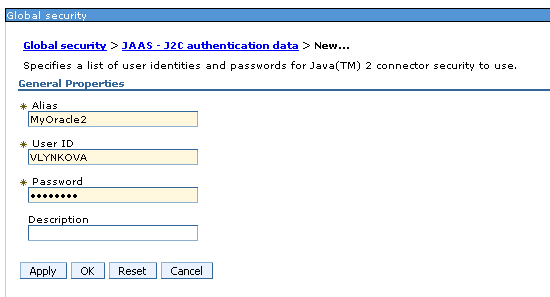 Global security
Global security > JAAS - J2C authentication data > New...
Specifies a list of user identities and passwords for Java(TM) 2 connector security to use.
General Properties
* Alias
MyOracle2
* User ID
VLYNKOVA
* Password
••••••••
Description
Apply OK Reset Cancel